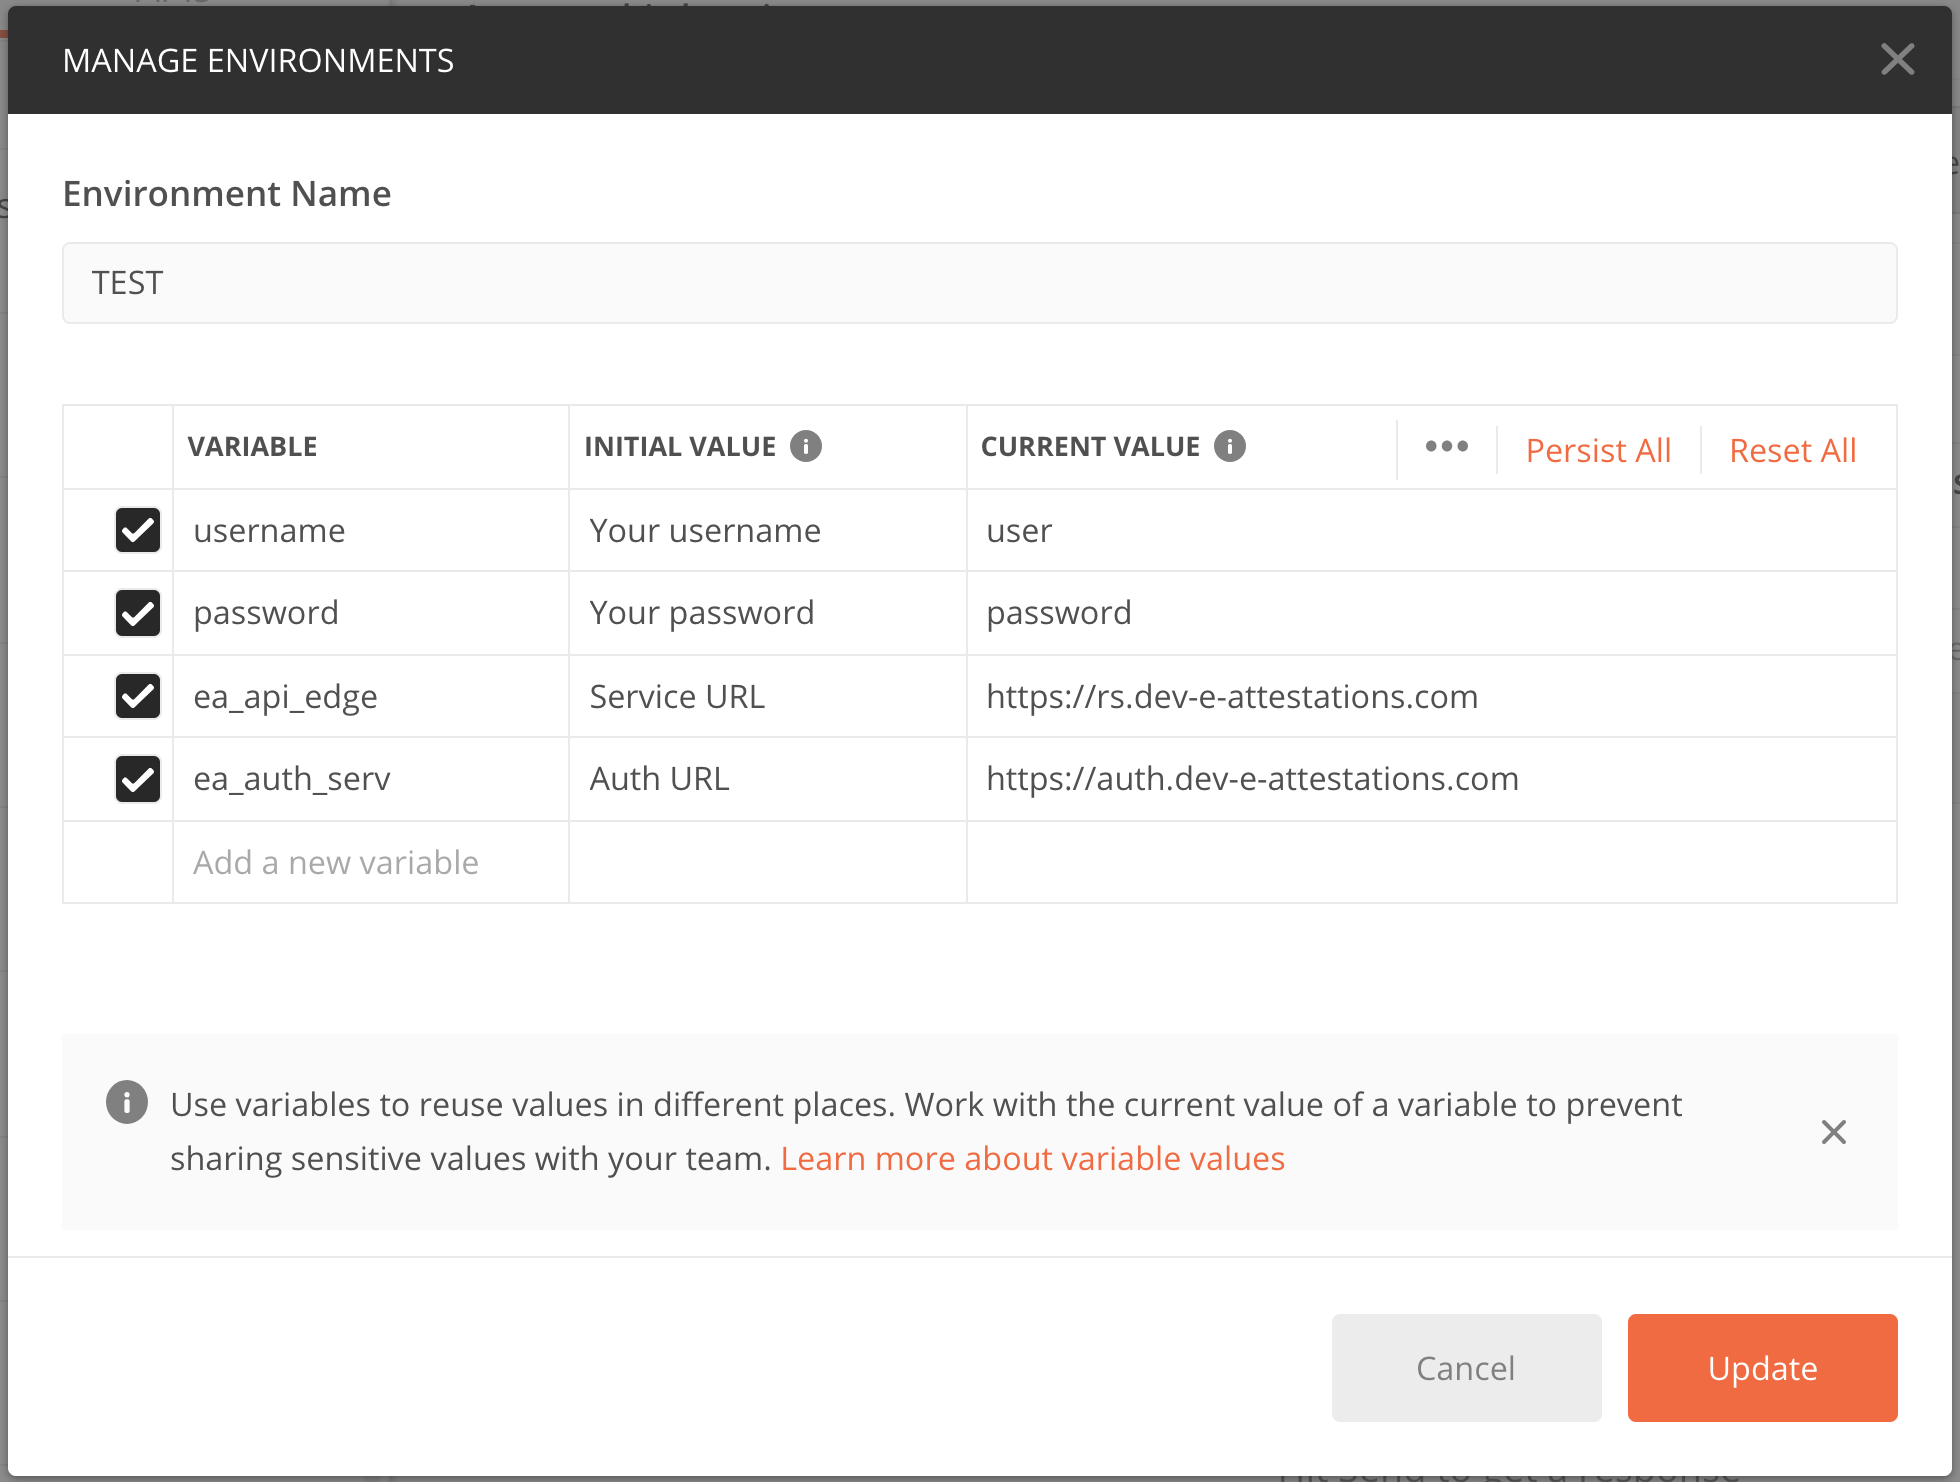 MANAGE ENVIRONMENTS
Environment Name
TEST
VARIABLE INITIAL VALUE CURRENT VALUE ••• Persist All Reset All
username Your username user
password Your password password
ea_api_edge Service URL https://rs.dev-e-attestations.com
ea_auth_serv Auth URL https://auth.dev-e-attestations.com
Add a new variable
Use variables to reuse values in different places. Work with the current value of a variable to prevent
sharing sensitive values with your team. Learn more about variable values
Cancel Update